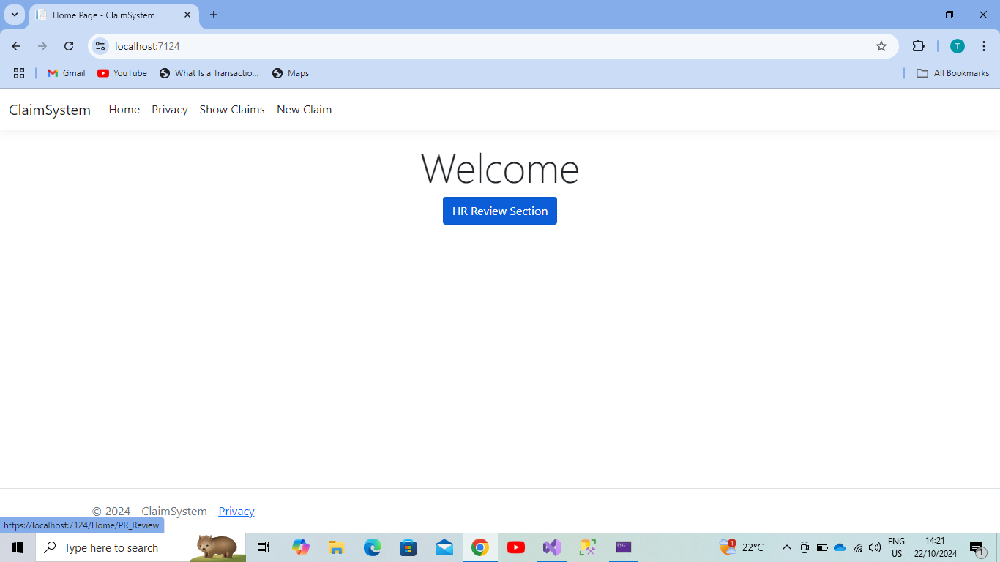 Home Page - ClaimSystem
localhost:7124
Gmail
YouTube
What Is a Transactio...
Maps
All Bookmarks
T
ClaimSystem
Home
Privacy
Show Claims
New Claim
Welcome
HR Review Section
© 2024 - ClaimSystem - Privacy
https://localhost:7124/Home/PR_Review
Type here to search
1
22°C
ENG
US
14:21
22/10/2024
1